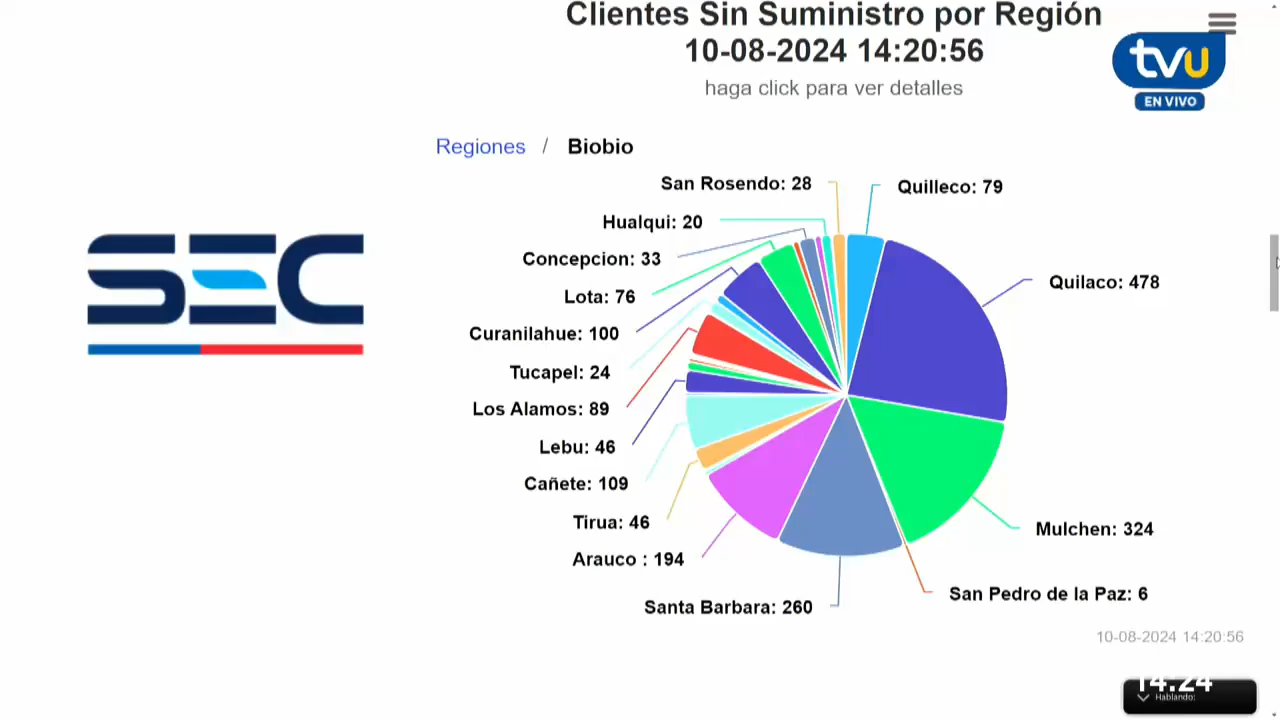 Clientes Sin Suministro por Región
10-08-2024 14:20:56
haga click para ver detalles
tvu
EN VIVO
Regiones / Biobio
SEC
San Rosendo: 28
Quilleco: 79
Hualqui: 20
Concepcion: 33
Quilaco: 478
Lota: 76
Curanilahue: 100
Tucapel: 24
Los Alamos: 89
Lebu: 46
Cañete: 109
Tirua: 46
Mulchen: 324
Arauco : 194
San Pedro de la Paz: 6
Santa Barbara: 260
10-08-2024 14:20:56
14:24
Hablando: